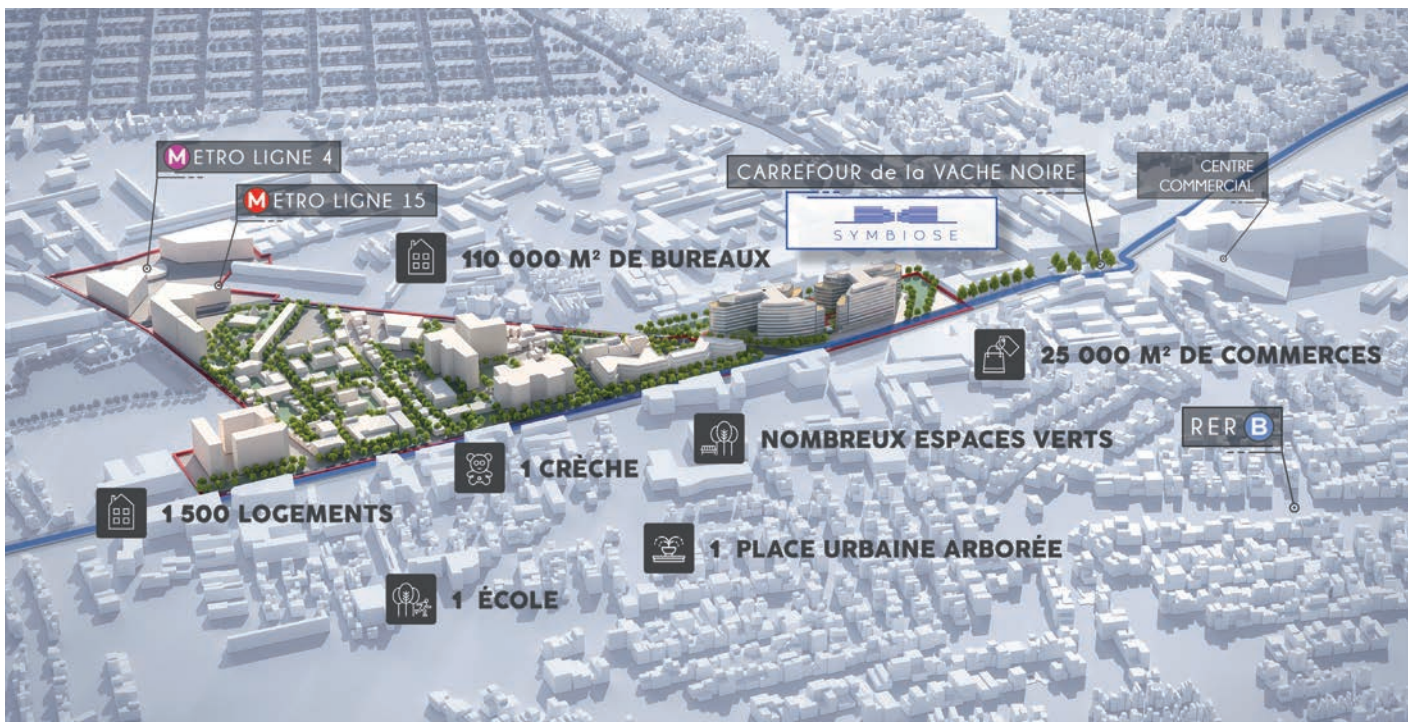 METRO LIGNE 4
METRO LIGNE 15
CARREFOUR de la VACHE NOIRE
SYMBIOSE
CENTRE
COMMERCIAL
110 000 M² DE BUREAUX
25 000 M² DE COMMERCES
RER B
NOMBREUX ESPACES VERTS
1 CRÈCHE
1 500 LOGEMENTS
1 PLACE URBAINE ARBORÉE
1 ÉCOLE